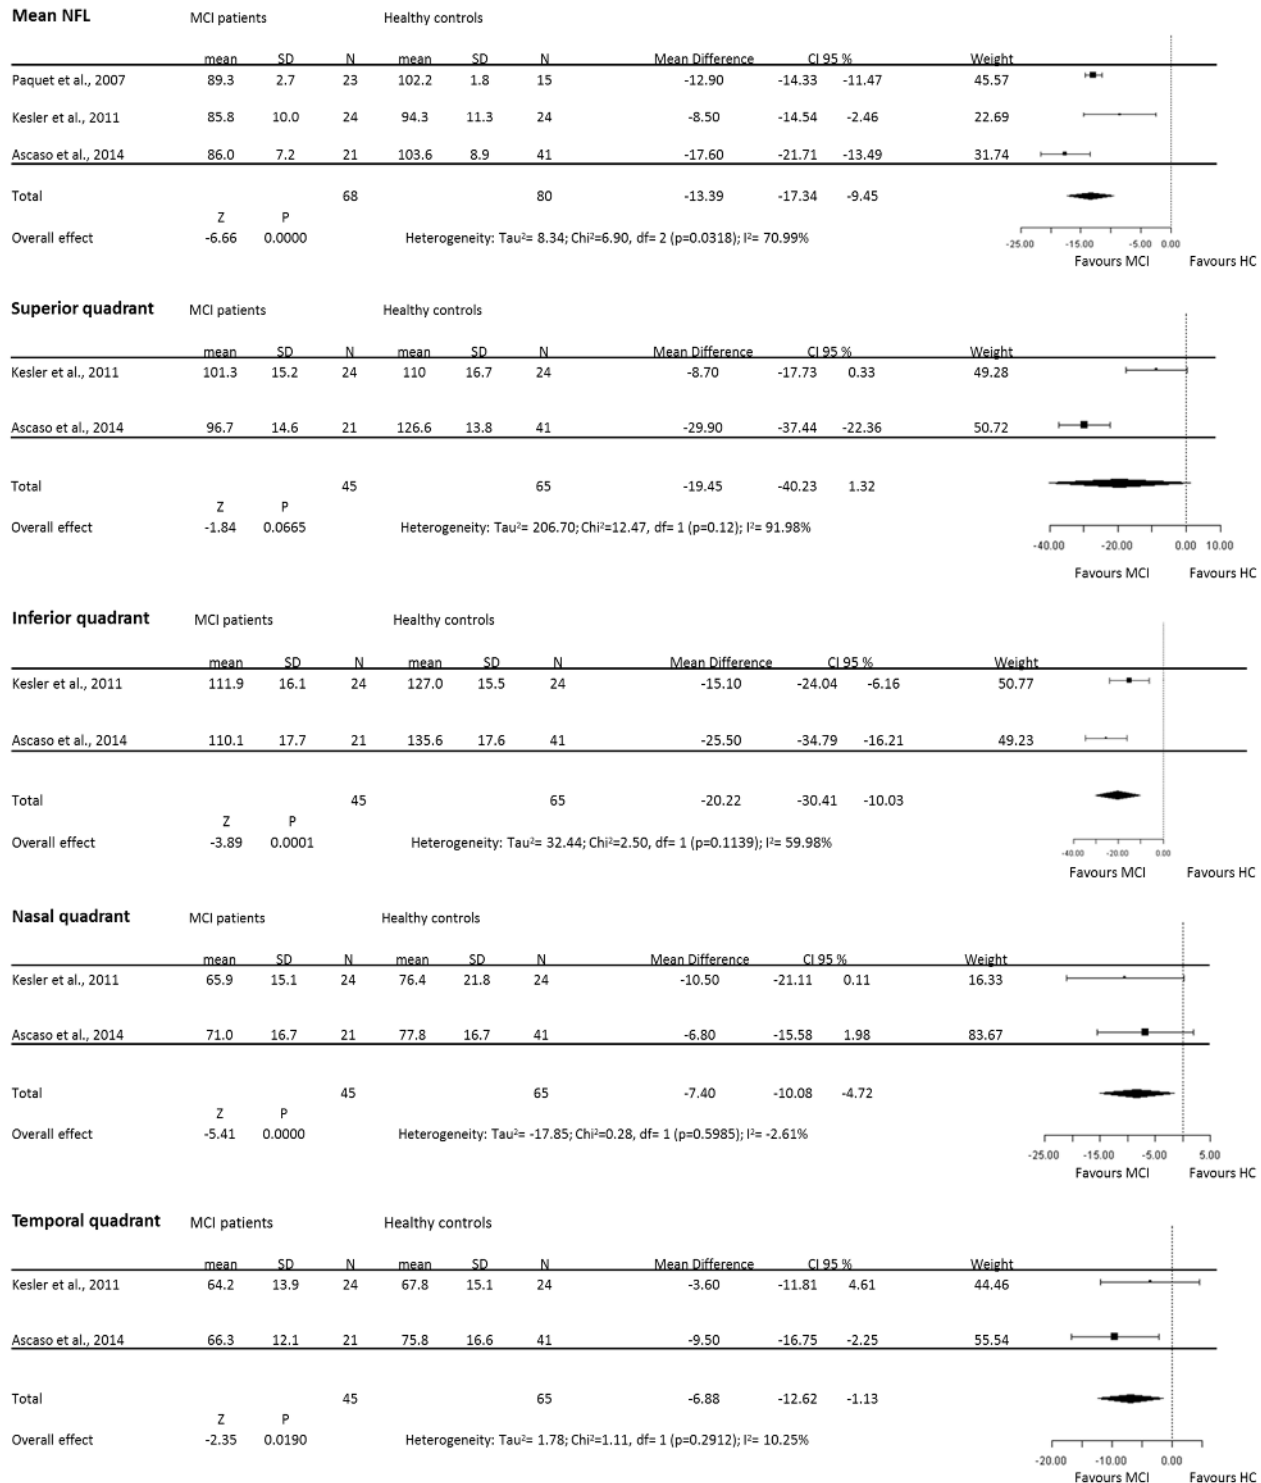 Mean NFL MCI patients Healthy controls
mean SD N mean SD N Mean Difference CI 95 % Weight
Paquet et al., 2007 89.3 2.7 23 102.2 1.8 15 -12.90 -14.33 -11.47 45.57
Kesler et al., 2011 85.8 10.0 24 94.3 11.3 24 -8.50 -14.54 -2.46 22.69
Ascaso et al., 2014 86.0 7.2 21 103.6 8.9 41 -17.60 -21.71 -13.49 31.74
Total 68 80 -13.39 -17.34 -9.45
Z P
Overall effect -6.66 0.0000 Heterogeneity: Tau²= 8.34; Chi²=6.90, df= 2 (p=0.0318); I²= 70.99%
-25.00 -15.00 -5.00 0.00
Favours MCI Favours HC
Superior quadrant MCI patients Healthy controls
mean SD N mean SD N Mean Difference CI 95 % Weight
Kesler et al., 2011 101.3 15.2 24 110 16.7 24 -8.70 -17.73 0.33 49.28
Ascaso et al., 2014 96.7 14.6 21 126.6 13.8 41 -29.90 -37.44 -22.36 50.72
Total 45 65 -19.45 -40.23 1.32
Z P
Overall effect -1.84 0.0665 Heterogeneity: Tau²= 206.70; Chi²=12.47, df= 1 (p=0.12); I²= 91.98%
-40.00 -20.00 0.00 10.00
Favours MCI Favours HC
Inferior quadrant MCI patients Healthy controls
mean SD N mean SD N Mean Difference CI 95 % Weight
Kesler et al., 2011 111.9 16.1 24 127.0 15.5 24 -15.10 -24.04 -6.16 50.77
Ascaso et al., 2014 110.1 17.7 21 135.6 17.6 41 -25.50 -34.79 -16.21 49.23
Total 45 65 -20.22 -30.41 -10.03
Z P
Overall effect -3.89 0.0001 Heterogeneity: Tau²= 32.44; Chi²=2.50, df= 1 (p=0.1139); I²= 59.98%
-40.00 -20.00 0.00
Favours MCI Favours HC
Nasal quadrant MCI patients Healthy controls
mean SD N mean SD N Mean Difference CI 95 % Weight
Kesler et al., 2011 65.9 15.1 24 76.4 21.8 24 -10.50 -21.11 0.11 16.33
Ascaso et al., 2014 71.0 16.7 21 77.8 16.7 41 -6.80 -15.58 1.98 83.67
Total 45 65 -7.40 -10.08 -4.72
Z P
Overall effect -5.41 0.0000 Heterogeneity: Tau²= -17.85; Chi²=0.28, df= 1 (p=0.5985); I²= -2.61%
-25.00 -15.00 -5.00 5.00
Favours MCI Favours HC
Temporal quadrant MCI patients Healthy controls
mean SD N mean SD N Mean Difference CI 95 % Weight
Kesler et al., 2011 64.2 13.9 24 67.8 15.1 24 -3.60 -11.81 4.61 44.46
Ascaso et al., 2014 66.3 12.1 21 75.8 16.6 41 -9.50 -16.75 -2.25 55.54
Total 45 65 -6.88 -12.62 -1.13
Z P
Overall effect -2.35 0.0190 Heterogeneity: Tau²= 1.78; Chi²=1.11, df= 1 (p=0.2912); I²= 10.25%
-20.00 -10.00 0.00
Favours MCI Favours HC